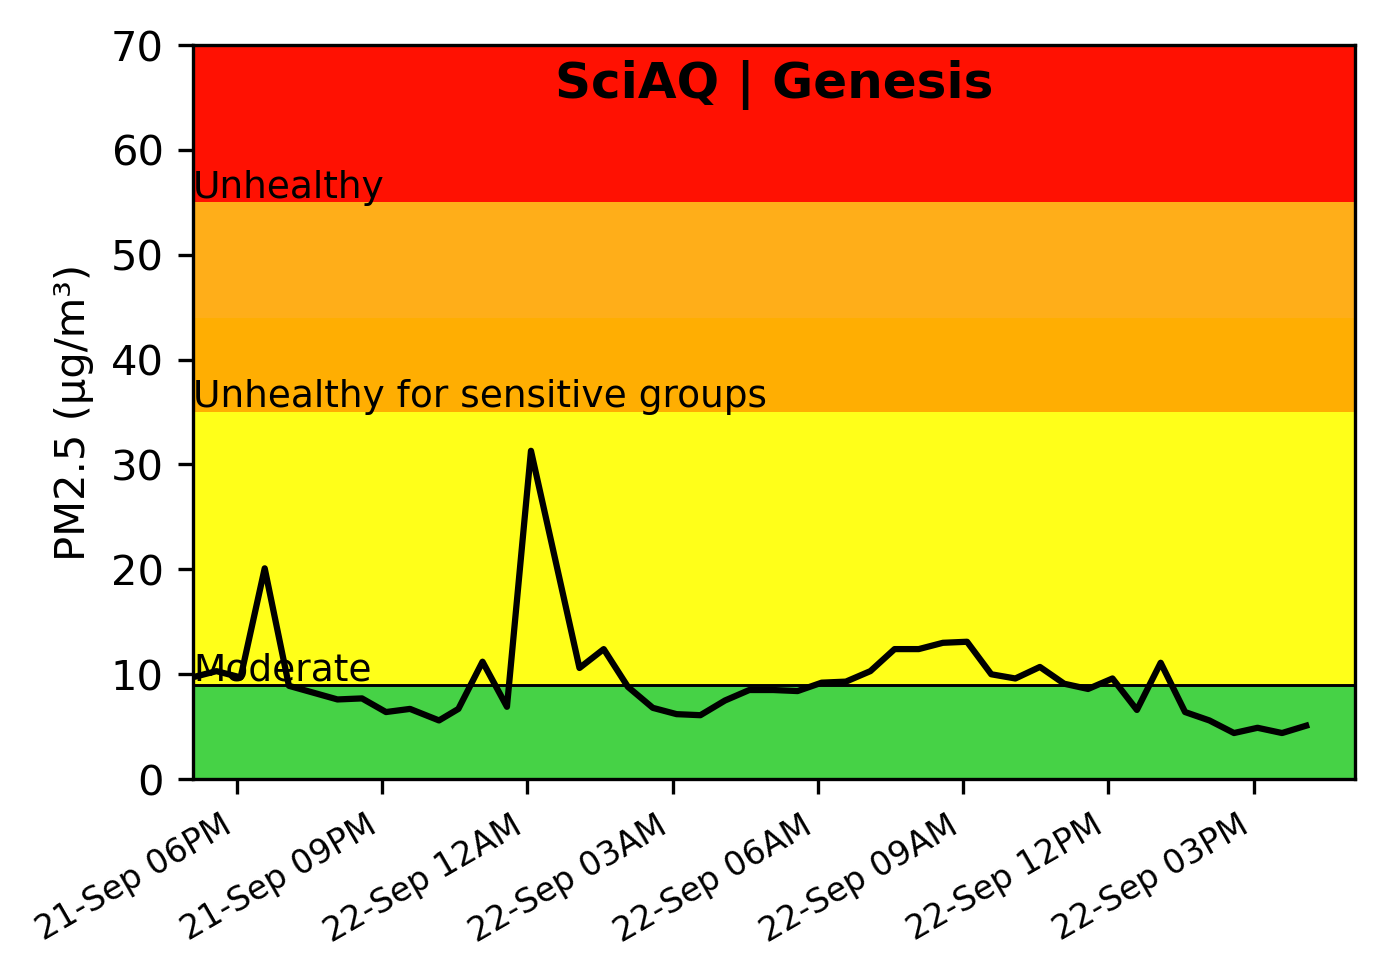 SciAQ | Genesis
PM2.5 (µg/m³)
70
60
50
40
30
20
10
0
Unhealthy
Unhealthy for sensitive groups
Moderate
21-Sep 06PM
21-Sep 09PM
22-Sep 12AM
22-Sep 03AM
22-Sep 06AM
22-Sep 09AM
22-Sep 12PM
22-Sep 03PM